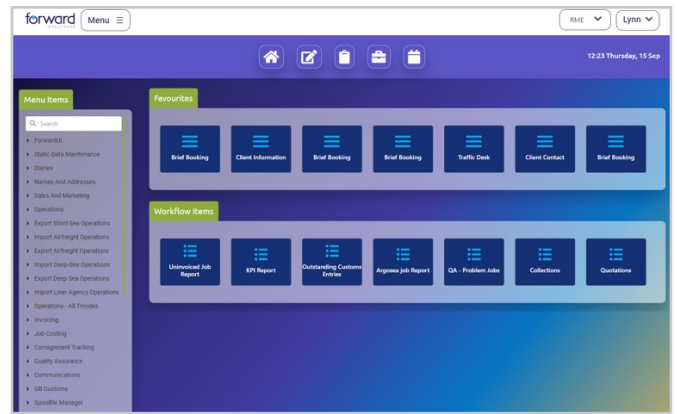 forward
Menu
RME
Lynn
12:23 Thursday, 15 Sep
Menu Items
Search
ForwardUI
Static Data Maintenance
Diaries
Names And Addresses
Sales And Marketing
Operations
Export Short-Sea Operations
Import Airfreight Operations
Export Airfreight Operations
Import Deep-Sea Operations
Export Deep Sea Operations
Import Liner Agency Operations
Operations - All Tmodes
Invoicing
Job Costing
Consignment Tracking
Quality Assurance
Communications
GB Customs
Spoolfile Manager
Favourites
Brief Booking
Client Information
Brief Booking
Brief Booking
Traffic Desk
Client Contact
Brief Booking
Workflow Items
Uninvoiced Job
Report
KPI Report
Outstanding Customs
Entries
Argosea job Report
QA - Problem Jobs
Collections
Quotations